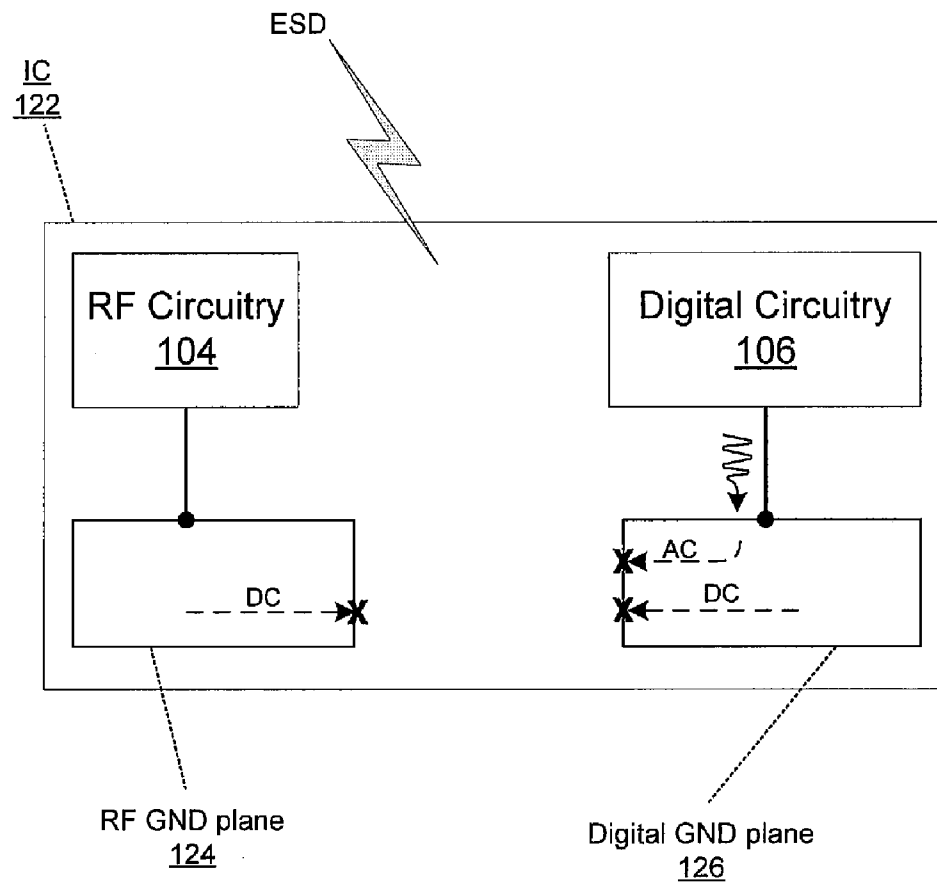 ESD
IC
122
RF Circuitry
104
Digital Circuitry
106
AC
DC
X
X
DC
X
RF GND plane
124
Digital GND plane
126